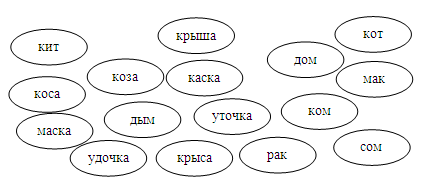 крыша
кот
кит
дом
коза
каска
мак
коса
ком
уточка
дым
маска
сом
удочка
крыса
рак